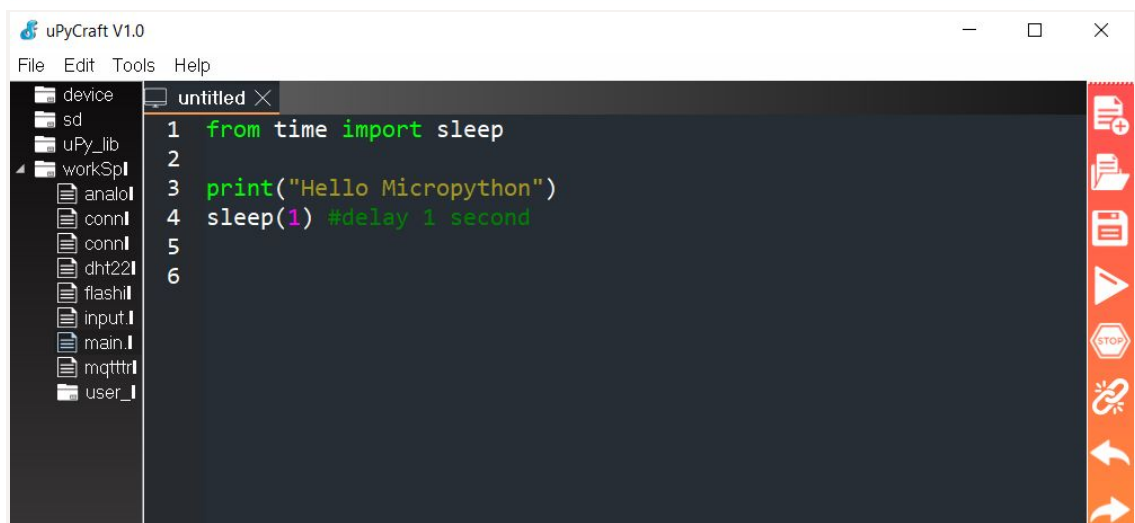 uPyCraft V1.0
File Edit Tools Help
device
sd
uPy_lib
workSp
analo
conn
conn
dht22
flashi
input.
main.
mqtttr
user_
untitled
1 from time import sleep
2
3 print("Hello Micropython")
4 sleep(1) #delay 1 second
5
6
STOP